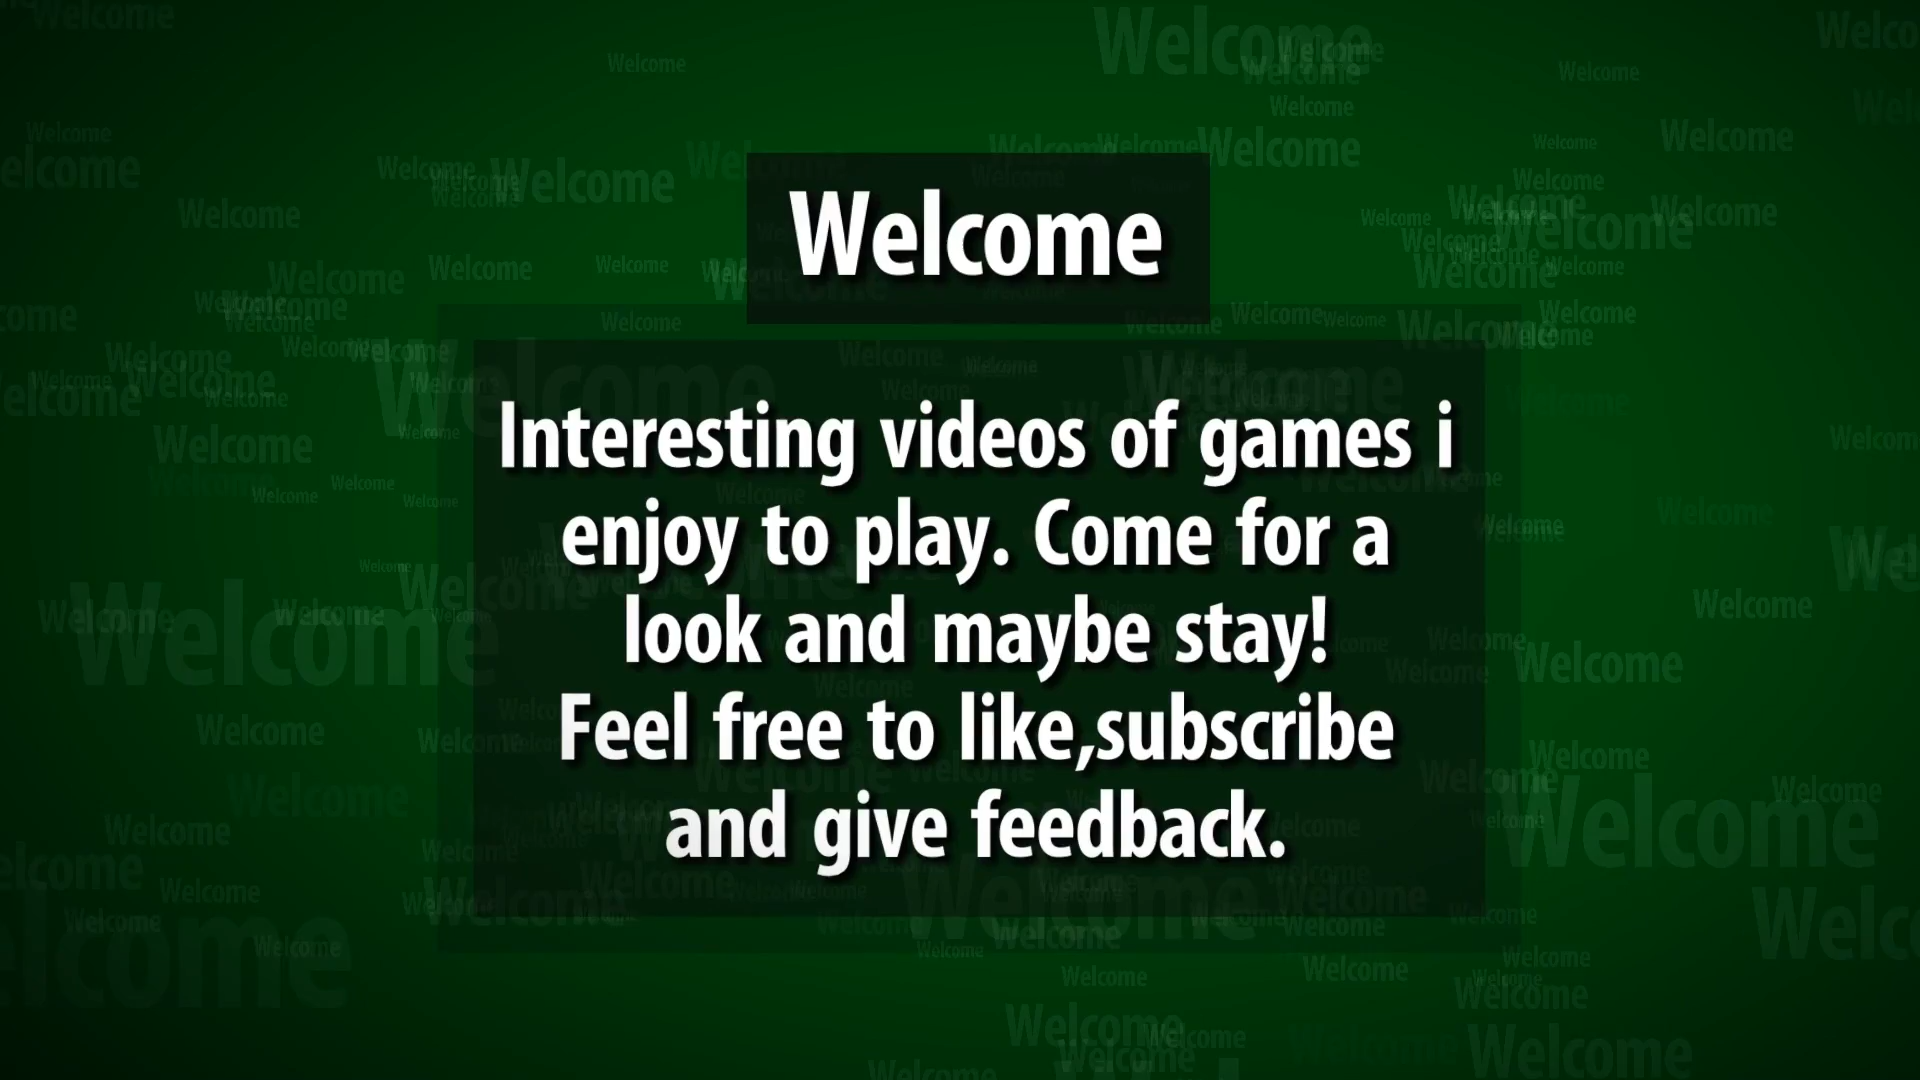 Welcome
Interesting videos of games i
enjoy to play. Come for a
look and maybe stay!
Feel free to like,subscribe
and give feedback.